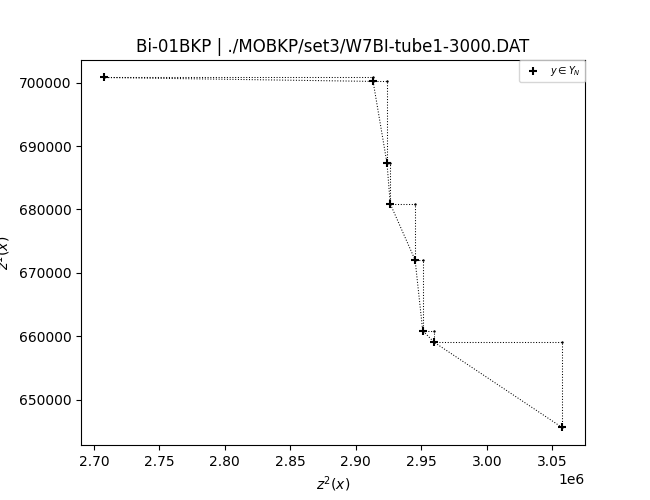 Bi-01BKP | ./MOBKP/set3/W7BI-tube1-3000.DAT
y ∈ Y_N
700000
690000
680000
670000
660000
650000
2.70 2.75 2.80 2.85 2.90 2.95 3.00 3.05
1e6
z²(x)